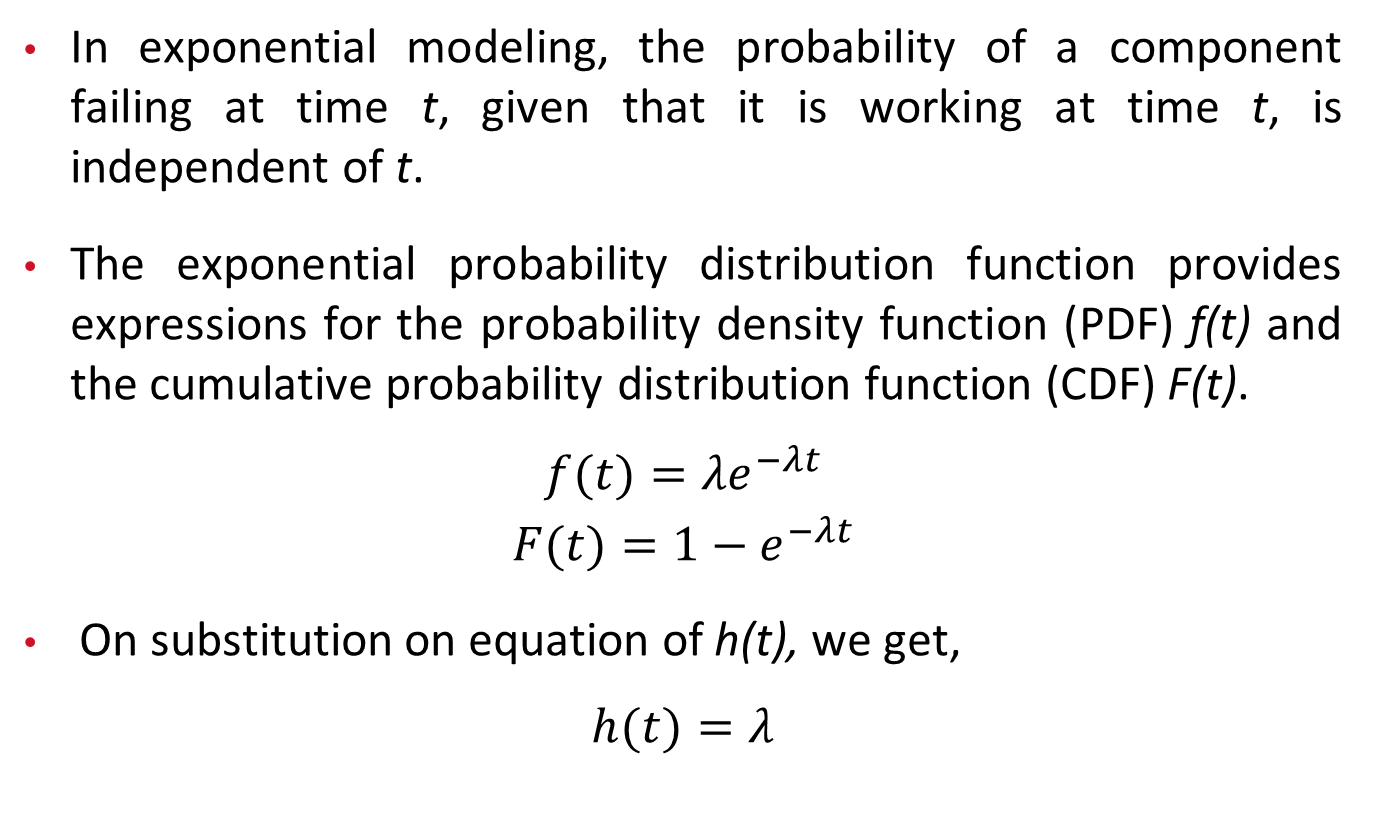 • In exponential modeling, the probability of a component
failing at time t, given that it is working at time t, is
independent of t.
• The exponential probability distribution function provides
expressions for the probability density function (PDF) f(t) and
the cumulative probability distribution function (CDF) F(t).
f(t) = λe^{−λt}
F(t) = 1 − e^{−λt}
• On substitution on equation of h(t), we get,
h(t) = λ